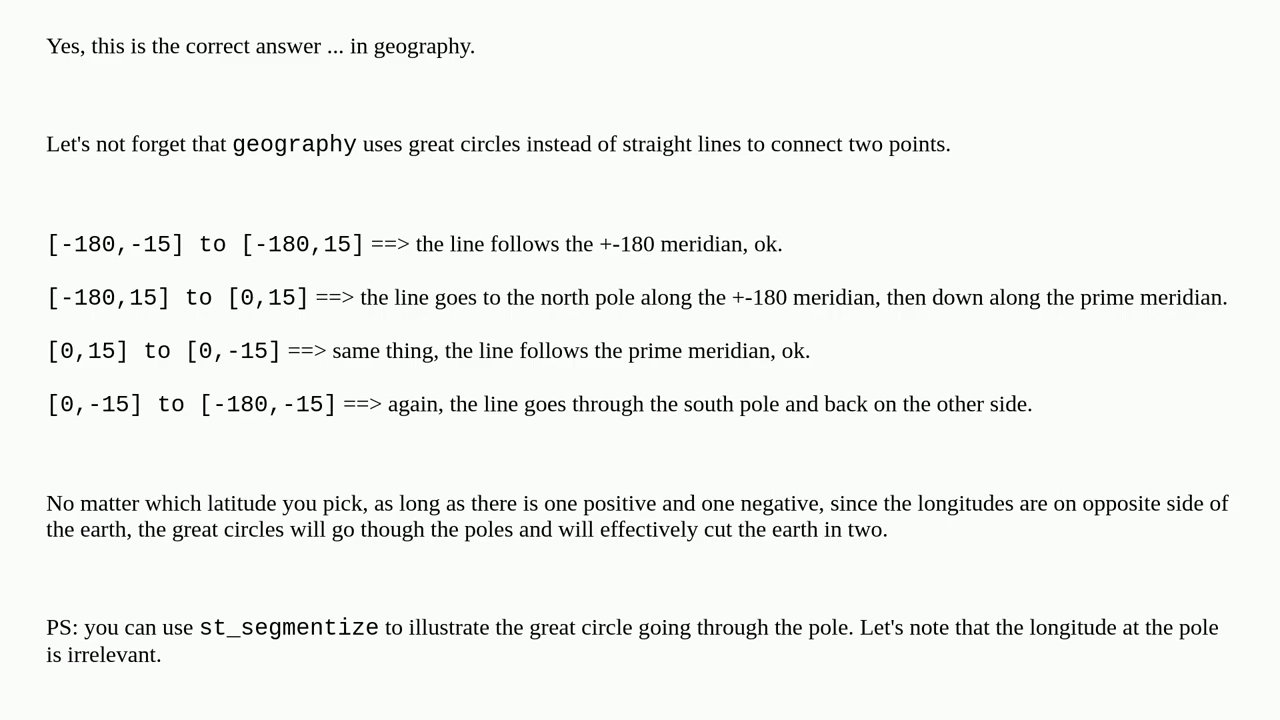 Yes, this is the correct answer ... in geography.
Let's not forget that geography uses great circles instead of straight lines to connect two points.
[-180,-15] to [-180,15] ==> the line follows the +-180 meridian, ok.
[-180,15] to [0,15] ==> the line goes to the north pole along the +-180 meridian, then down along the prime meridian.
[0,15] to [0,-15] ==> same thing, the line follows the prime meridian, ok.
[0,-15] to [-180,-15] ==> again, the line goes through the south pole and back on the other side.
No matter which latitude you pick, as long as there is one positive and one negative, since the longitudes are on opposite side of
the earth, the great circles will go though the poles and will effectively cut the earth in two.
PS: you can use st_segmentize to illustrate the great circle going through the pole. Let's note that the longitude at the pole
is irrelevant.